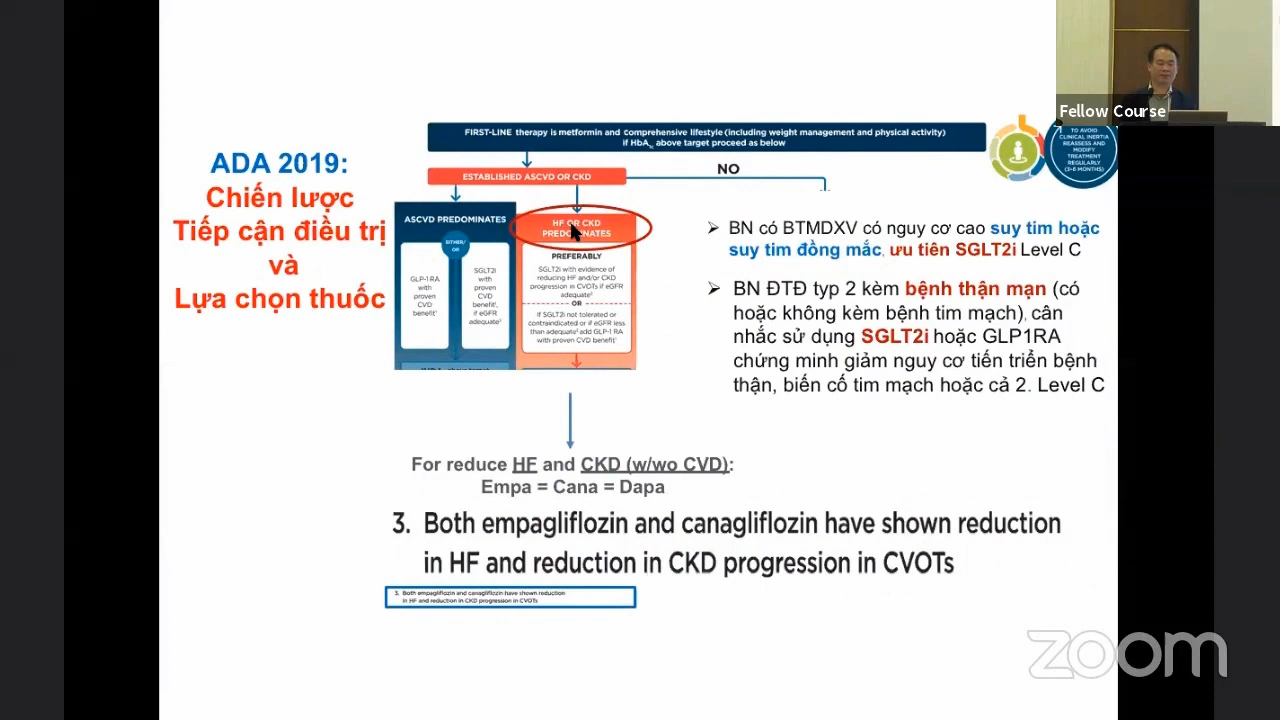 Fellow Course
ADA 2019:
Chiến lược
Tiếp cận điều trị
và
Lựa chọn thuốc
FIRST-LINE therapy is metformin and comprehensive lifestyle (including weight management and physical activity)
if HbA1c above target proceed as below
TO AVOID
CLINICAL INERTIA
REASSESS AND
MODIFY
TREATMENT
REGULARLY
(3-6 MONTHS)
ESTABLISHED ASCVD OR CKD
NO
ASCVD PREDOMINATES
EITHER/
OR
GLP-1 RA
with
proven
CVD
benefit¹
SGLT2i
with
proven
CVD
benefit¹,
if eGFR
adequate²
HF OR CKD
PREDOMINATES
PREFERABLY
SGLT2i with evidence of
reducing HF and/or CKD
progression in CVOTs if eGFR
adequate³
OR
If SGLT2i not tolerated or
contraindicated or if eGFR less
than adequate² add GLP-1 RA
with proven CVD benefit¹
➢ BN có BTMDXV có nguy cơ cao suy tim hoặc
suy tim đồng mắc, ưu tiên SGLT2i Level C
➢ BN ĐTĐ typ 2 kèm bệnh thận mạn (có
hoặc không kèm bệnh tim mạch), cân
nhắc sử dụng SGLT2i hoặc GLP1RA
chứng minh giảm nguy cơ tiến triển bệnh
thận, biến cố tim mạch hoặc cả 2. Level C
For reduce HF and CKD (w/wo CVD):
Empa = Cana = Dapa
3. Both empagliflozin and canagliflozin have shown reduction
in HF and reduction in CKD progression in CVOTs
3. Both empagliflozin and canagliflozin have shown reduction
in HF and reduction in CKD progression in CVOTs
zoom